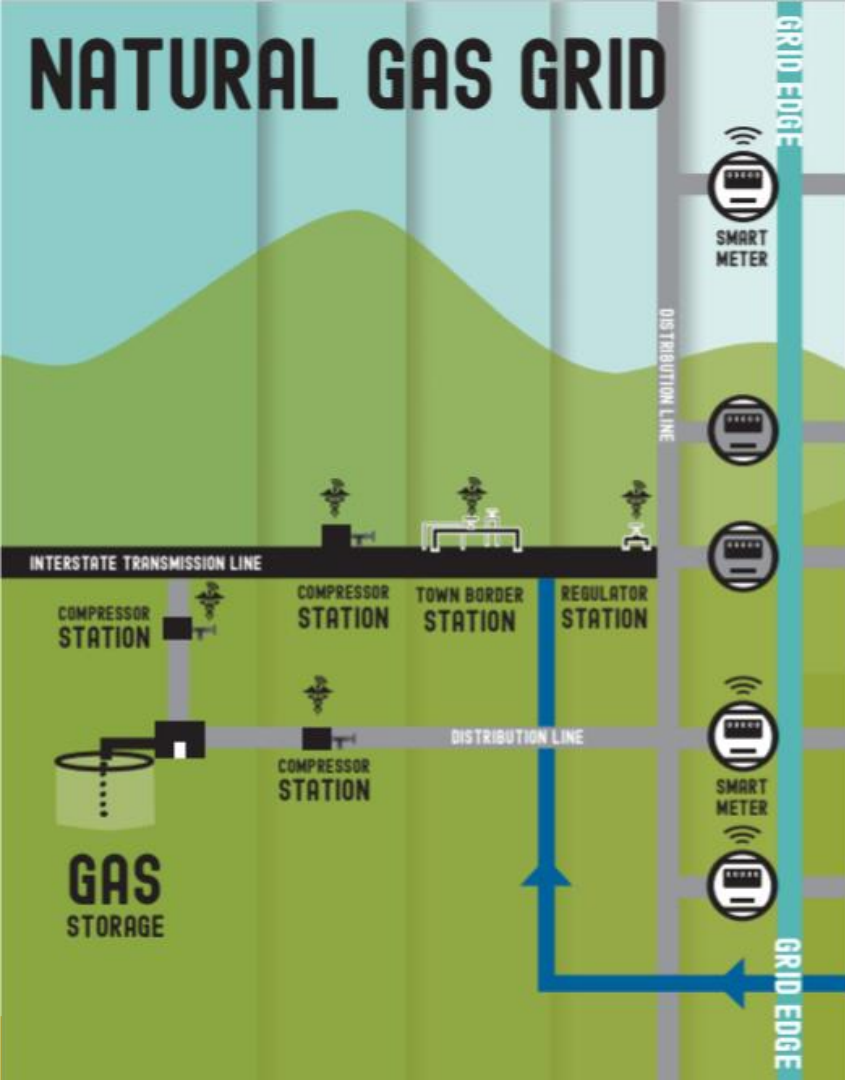 NATURAL GAS GRID
GRID EDGE
SMART
METER
DISTRIBUTION LINE
INTERSTATE TRANSMISSION LINE
COMPRESSOR
STATION
COMPRESSOR
STATION
TOWN BORDER
STATION
REGULATOR
STATION
DISTRIBUTION LINE
COMPRESSOR
STATION
SMART
METER
GAS
STORAGE
GRID EDGE